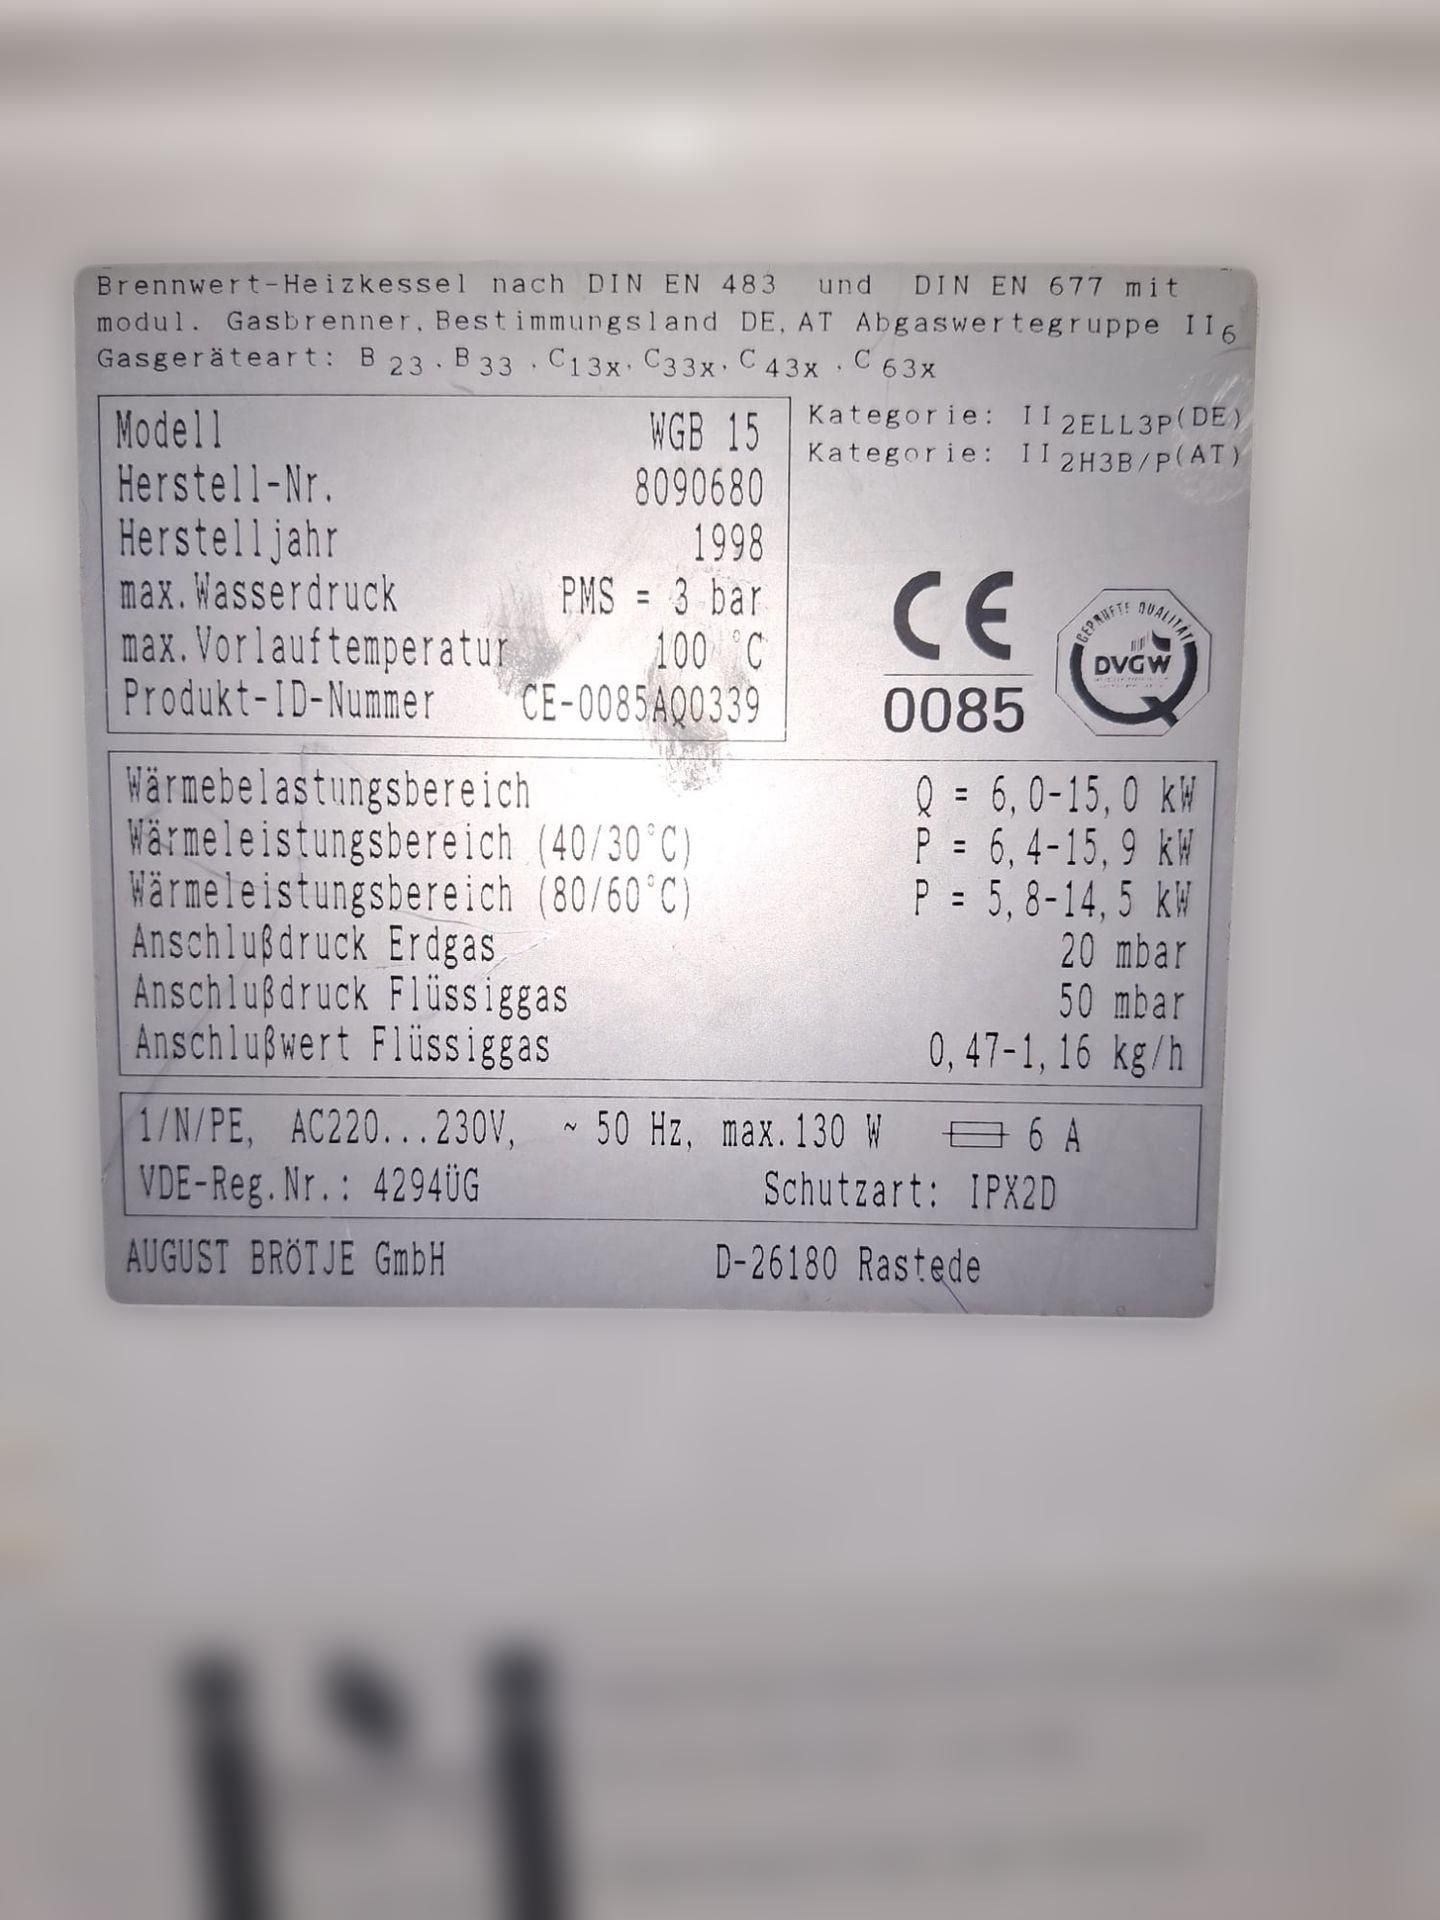 Brennwert-Heizkessel nach DIN EN 483 und DIN EN 677 mit
modul. Gasbrenner, Bestimmungsland DE, AT Abgaswertegruppe II6
Gasgeräteart: B23, B33, C13x, C33x, C43x, C63x
Kategorie: II2ELL3P(DE)
Kategorie: II2H3B/P(AT)
Modell WGB 15
Herstell-Nr. 8090680
Herstelljahr 1998
max.Wasserdruck PMS = 3 bar
max.Vorlauftemperatur 100 °C
Produkt-ID-Nummer CE-0085AQ0339
CE
0085
GEPRÜFTE QUALITÄT
DVGW
Wärmebelastungsbereich Q = 6,0-15,0 kW
Wärmeleistungsbereich (40/30°C) P = 6,4-15,9 kW
Wärmeleistungsbereich (80/60°C) P = 5,8-14,5 kW
Anschlußdruck Erdgas 20 mbar
Anschlußdruck Flüssiggas 50 mbar
Anschlußwert Flüssiggas 0,47-1,16 kg/h
1/N/PE, AC220...230V, ~ 50 Hz, max.130 W 6 A
VDE-Reg.Nr.: 4294ÜG Schutzart: IPX2D
AUGUST BRÖTJE GmbH D-26180 Rastede